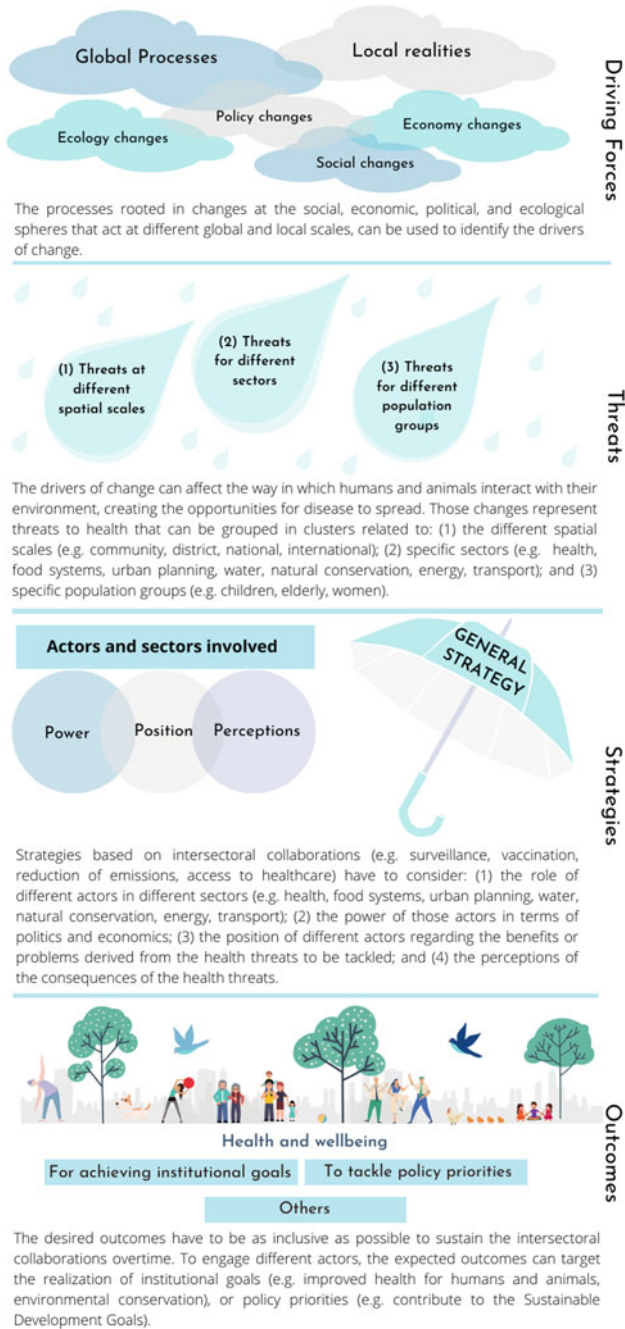 Global Processes
Local realities
Policy changes
Ecology changes
Economy changes
Social changes
Driving Forces
The processes rooted in changes at the social, economic, political, and ecological
spheres that act at different global and local scales, can be used to identify the drivers
of change.
(1) Threats at
different
spatial scales
(2) Threats
for different
sectors
(3) Threats
for different
population
groups
Threats
The drivers of change can affect the way in which humans and animals interact with their
environment, creating the opportunities for disease to spread. Those changes represent
threats to health that can be grouped in clusters related to: (1) the different spatial
scales (e.g. community, district, national, international); (2) specific sectors (e.g. health,
food systems, urban planning, water, natural conservation, energy, transport); and (3)
specific population groups (e.g. children, elderly, women).
Actors and sectors involved
Power
Position
Perceptions
GENERAL
STRATEGY
Strategies
Strategies based on intersectoral collaborations (e.g. surveillance, vaccination,
reduction of emissions, access to healthcare) have to consider: (1) the role of
different actors in different sectors (e.g. health, food systems, urban planning, water,
natural conservation, energy, transport); (2) the power of those actors in terms of
politics and economics; (3) the position of different actors regarding the benefits or
problems derived from the health threats to be tackled; and (4) the perceptions of
the consequences of the health threats.
Health and wellbeing
For achieving institutional goals
To tackle policy priorities
Others
Outcomes
The desired outcomes have to be as inclusive as possible to sustain the intersectoral
collaborations overtime. To engage different actors, the expected outcomes can target
the realization of institutional goals (e.g. improved health for humans and animals,
environmental conservation), or policy priorities (e.g. contribute to the Sustainable
Development Goals).